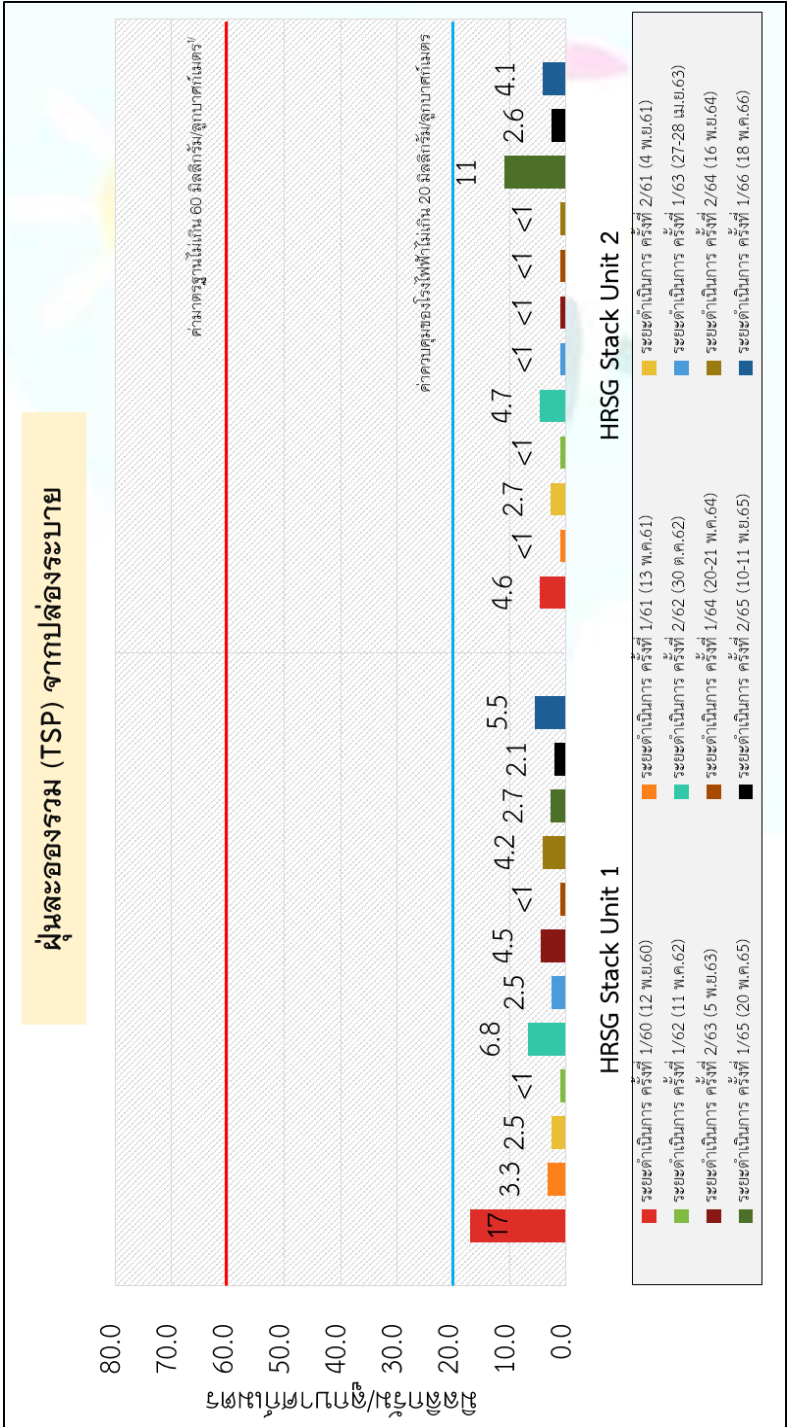 ฝุ่นละอองรวม (TSP) จากปล่องระบาย
มิลลิกรัม/ลูกบาศก์เมตร
80.0
70.0
60.0
50.0
40.0
30.0
20.0
10.0
0.0
ค่ามาตรฐานไม่เกิน 60 มิลลิกรัม/ลูกบาศก์เมตร1/
ค่าควบคุมของโรงไฟฟ้าไม่เกิน 20 มิลลิกรัม/ลูกบาศก์เมตร
17
3.3
2.5
<1
6.8
2.5
4.5
<1
4.2
2.7
2.1
5.5
4.6
<1
2.7
<1
4.7
<1
<1
<1
<1
11
2.6
4.1
HRSG Stack Unit 1
HRSG Stack Unit 2
ระยะดำเนินการ ครั้งที่ 1/60 (12 พ.ย.60)
ระยะดำเนินการ ครั้งที่ 1/61 (13 พ.ค.61)
ระยะดำเนินการ ครั้งที่ 2/61 (4 พ.ย.61)
ระยะดำเนินการ ครั้งที่ 1/62 (11 พ.ค.62)
ระยะดำเนินการ ครั้งที่ 2/62 (30 ต.ค.62)
ระยะดำเนินการ ครั้งที่ 1/63 (27-28 เม.ย.63)
ระยะดำเนินการ ครั้งที่ 2/63 (5 พ.ย.63)
ระยะดำเนินการ ครั้งที่ 1/64 (20-21 พ.ค.64)
ระยะดำเนินการ ครั้งที่ 2/64 (16 พ.ย.64)
ระยะดำเนินการ ครั้งที่ 1/65 (20 พ.ค.65)
ระยะดำเนินการ ครั้งที่ 2/65 (10-11 พ.ย.65)
ระยะดำเนินการ ครั้งที่ 1/66 (18 พ.ค.66)